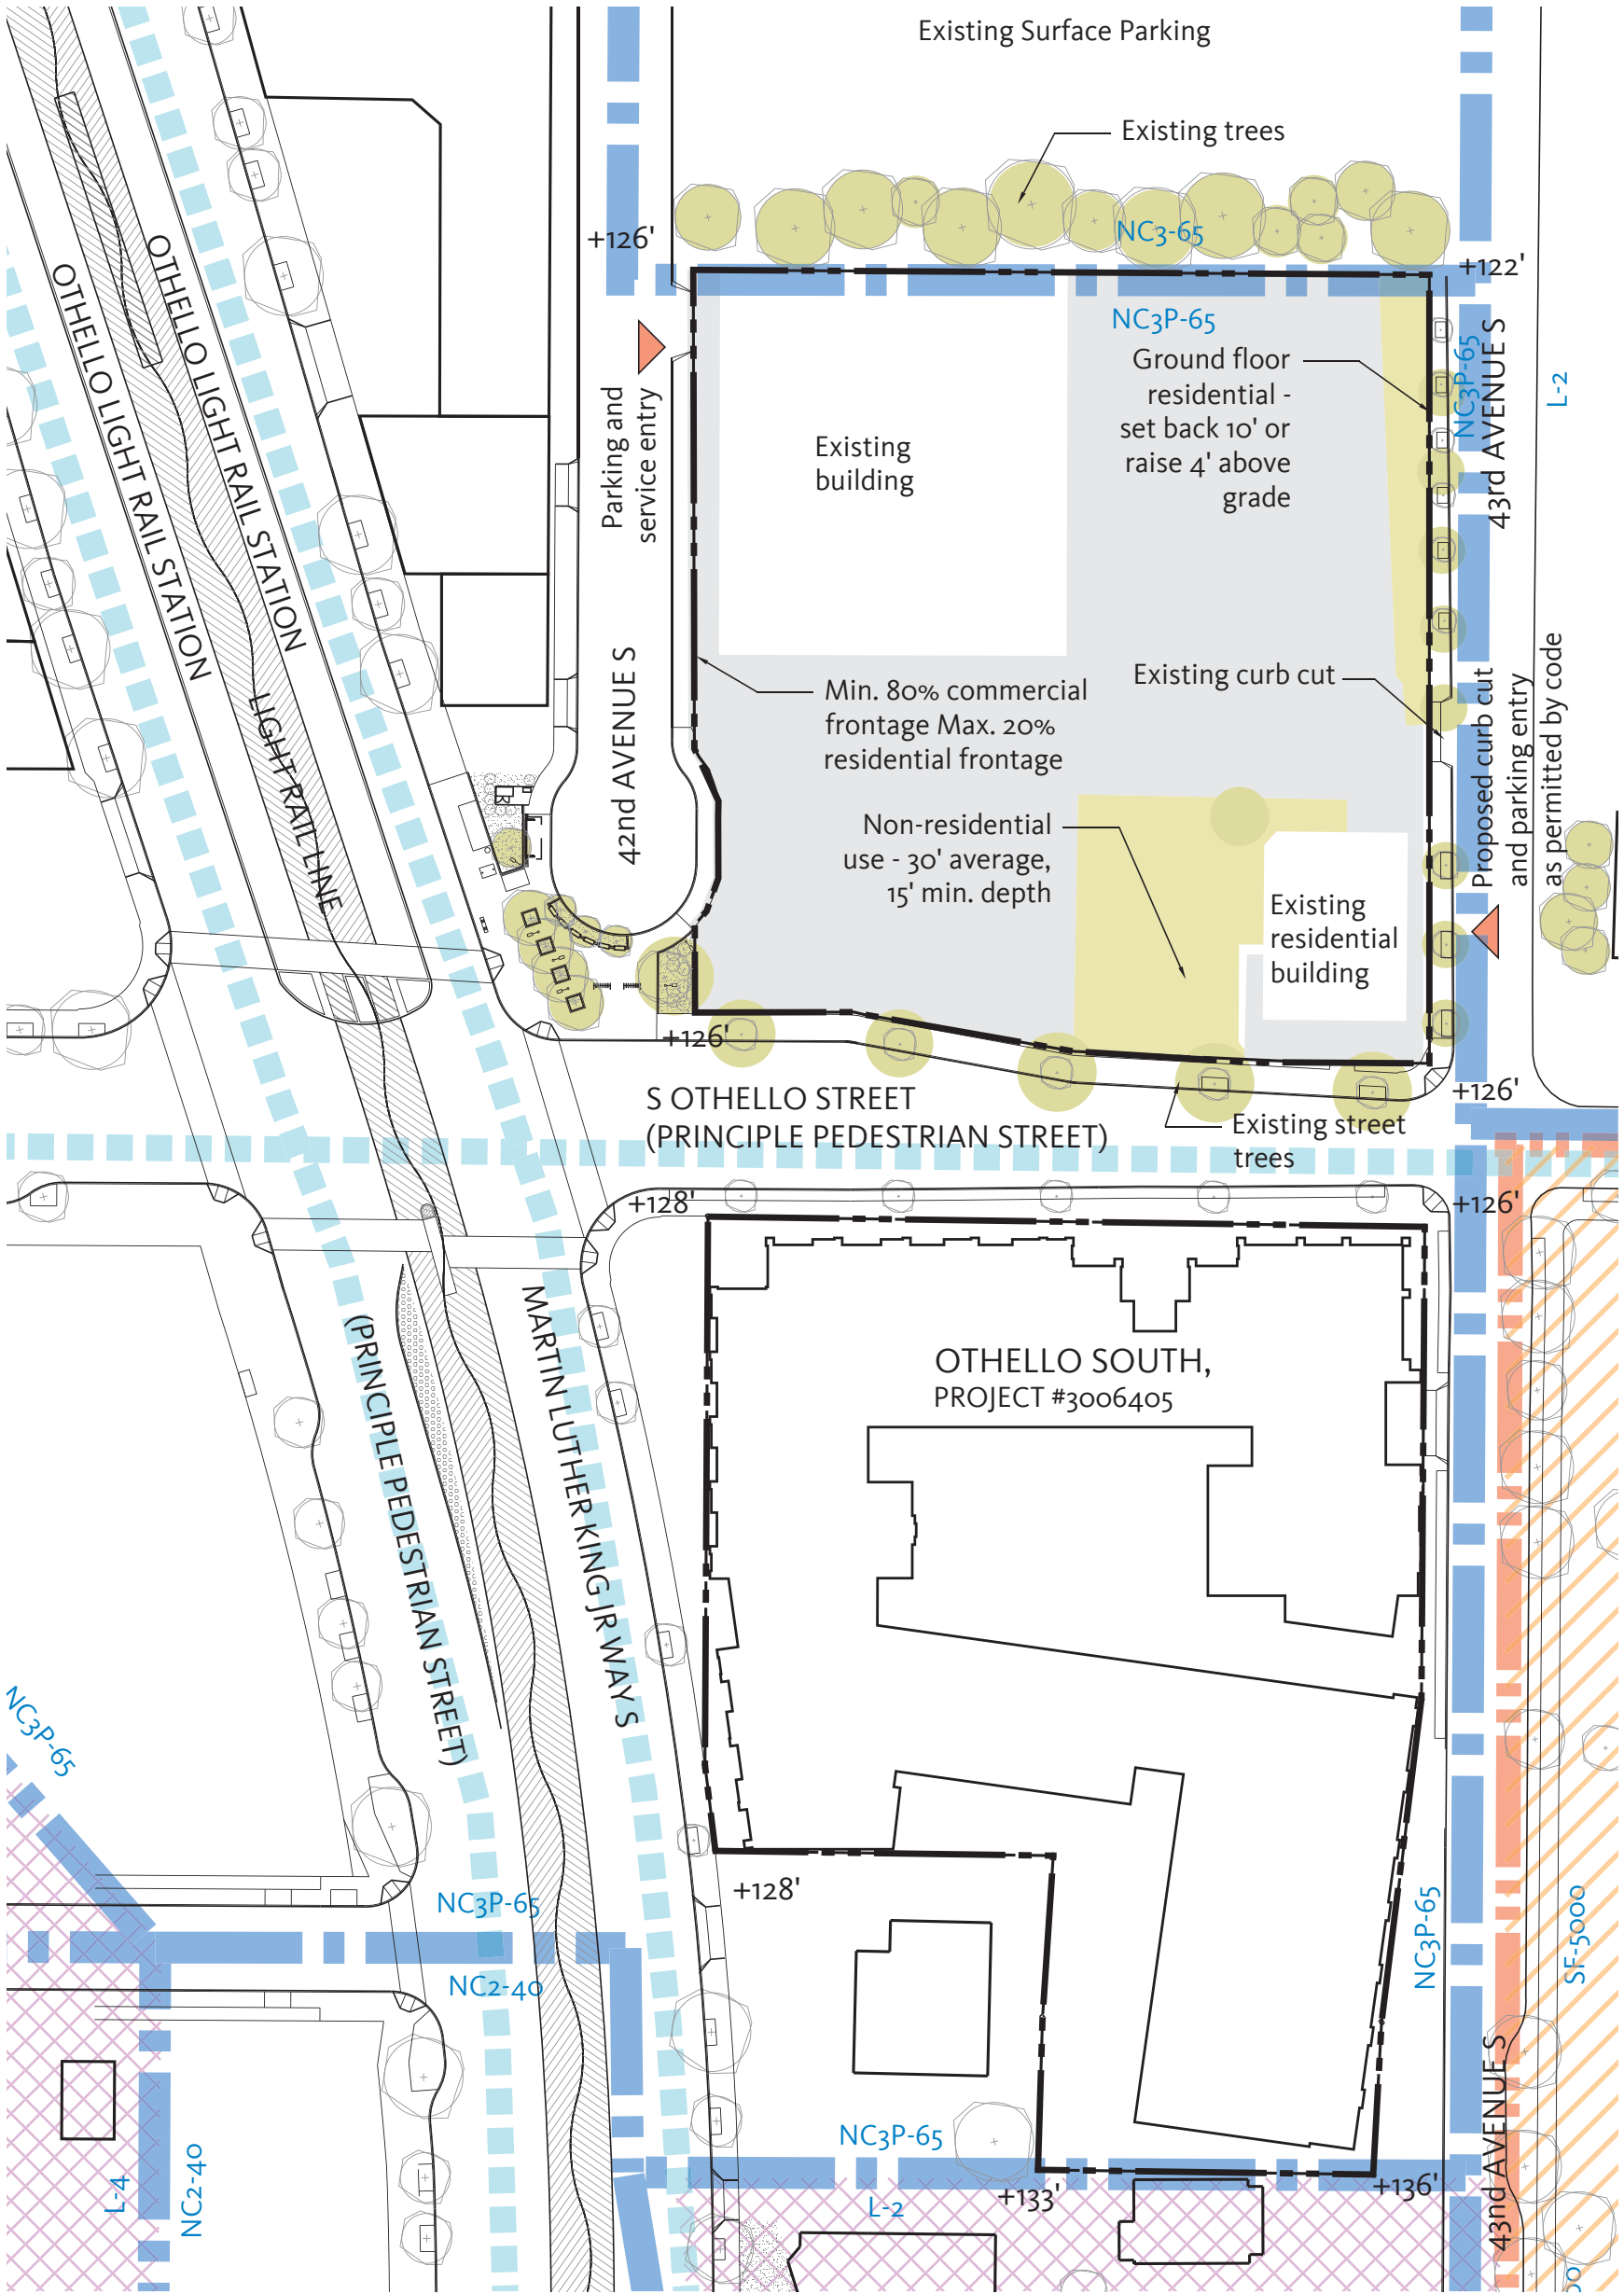 Existing Surface Parking
Existing trees
+126'
NC3-65
+122'
NC3P-65
OTHELLO LIGHT RAIL STATION
OTHELLO LIGHT RAIL STATION
Parking and
service entry
Ground floor
residential -
set back 10' or
raise 4' above
grade
NC3P-65
43rd AVENUE S
L-2
Existing
building
Existing curb cut
Min. 80% commercial
frontage Max. 20%
residential frontage
42nd AVENUE S
LIGHT RAIL LINE
Proposed curb cut
and parking entry
as permitted by code
Non-residential
use - 30' average,
15' min. depth
Existing
residential
building
+126'
S OTHELLO STREET
(PRINCIPLE PEDESTRIAN STREET)
+126'
Existing street
trees
+128'
+126'
(PRINCIPLE PEDESTRIAN STREET)
MARTIN LUTHER KING JR WAY S
OTHELLO SOUTH,
PROJECT #3006405
NC3P-65
+128'
NC3P-65
NC2-40
NC3P-65
SF-5000
L-4
NC2-40
NC3P-65
L-2
+133'
+136'
43nd AVENUE S